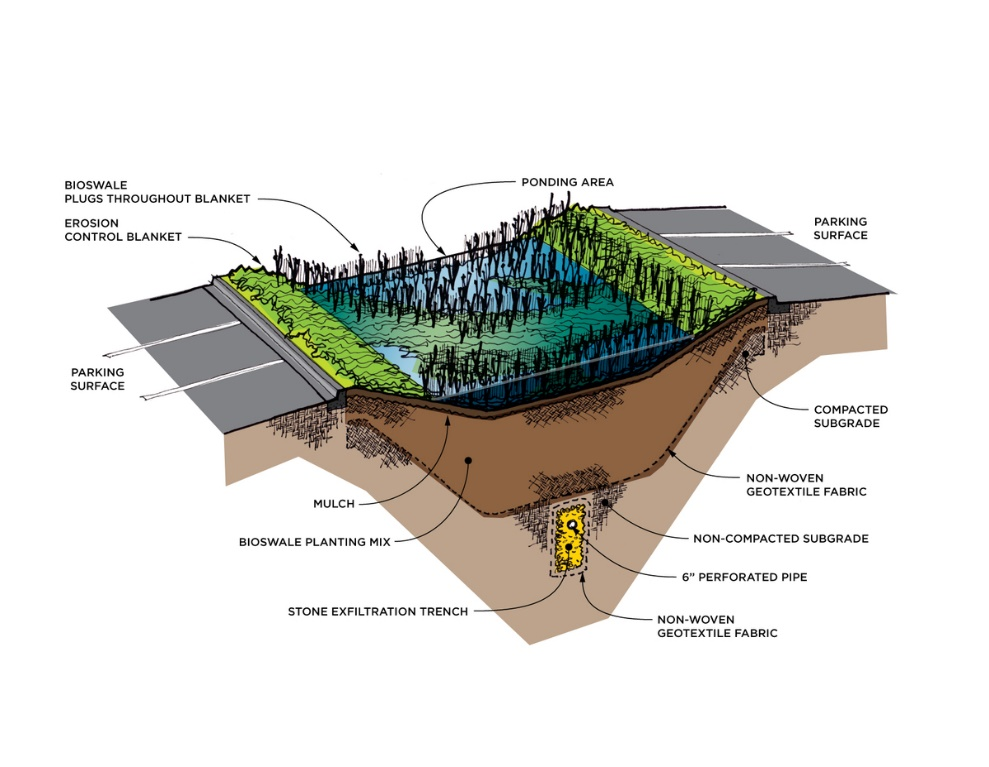 BIOSWALE
PLUGS THROUGHOUT BLANKET
EROSION
CONTROL BLANKET
PONDING AREA
PARKING
SURFACE
PARKING
SURFACE
COMPACTED
SUBGRADE
NON-WOVEN
GEOTEXTILE FABRIC
MULCH
BIOSWALE PLANTING MIX
NON-COMPACTED SUBGRADE
6” PERFORATED PIPE
STONE EXFILTRATION TRENCH
NON-WOVEN
GEOTEXTILE FABRIC